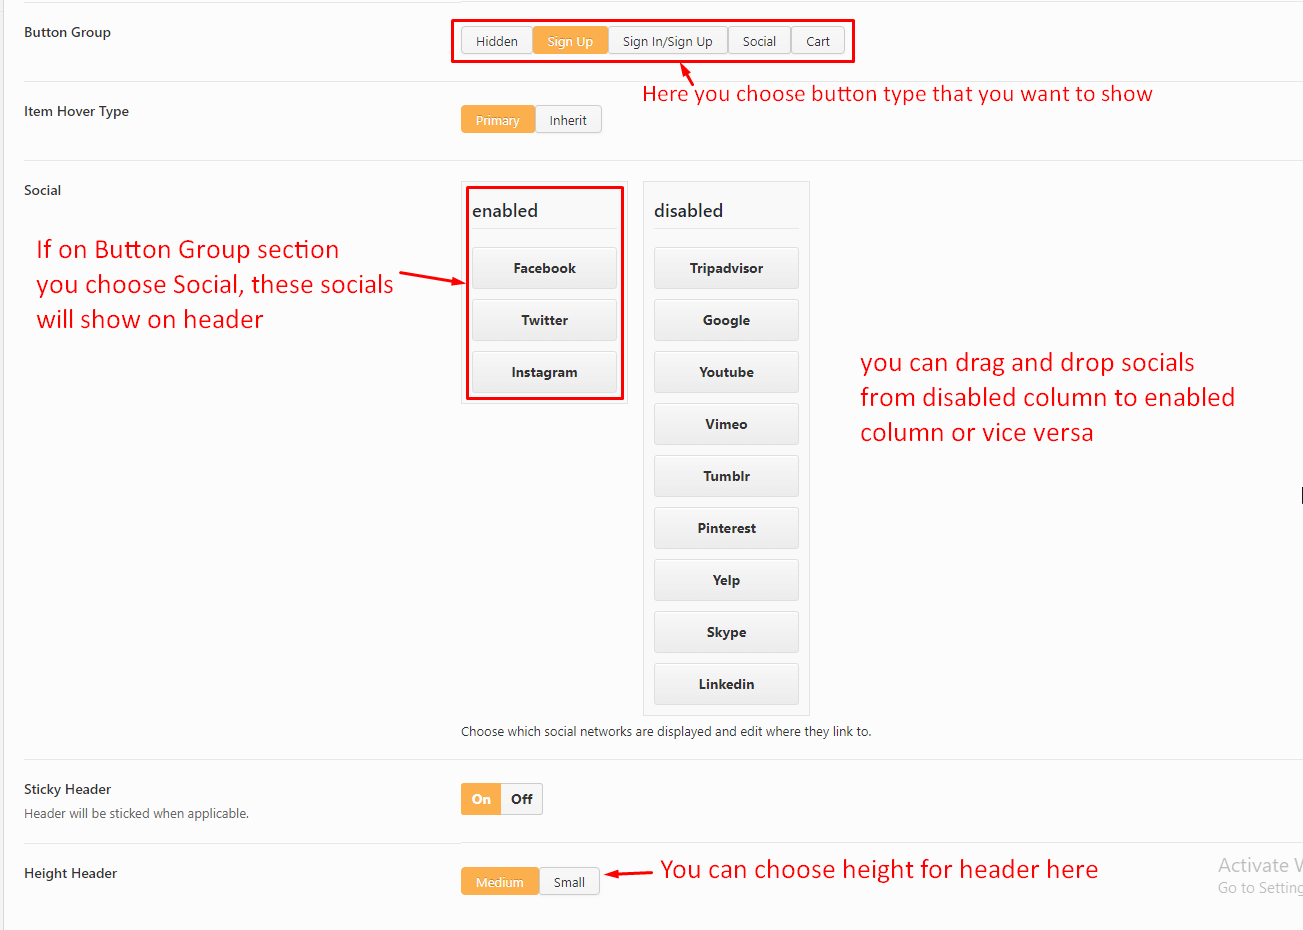 Button Group
Hidden Sign Up Sign In/Sign Up Social Cart
Here you choose button type that you want to show
Item Hover Type
Primary Inherit
Social
enabled
Facebook
Twitter
Instagram
disabled
Tripadvisor
Google
Youtube
Vimeo
Tumblr
Pinterest
Yelp
Skype
Linkedin
If on Button Group section
you choose Social, these socials
will show on header
you can drag and drop socials
from disabled column to enabled
column or vice versa
Choose which social networks are displayed and edit where they link to.
Sticky Header
Header will be sticked when applicable.
On Off
Height Header
Medium Small
You can choose height for header here
Activate W
Go to Setting